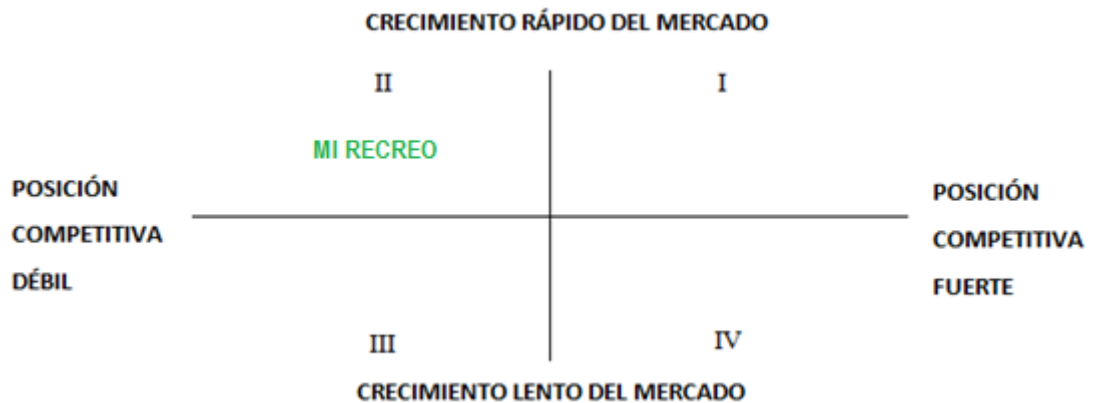 CRECIMIENTO RÁPIDO DEL MERCADO
II
I
MI RECREO
POSICIÓN
COMPETITIVA
DÉBIL
POSICIÓN
COMPETITIVA
FUERTE
III
IV
CRECIMIENTO LENTO DEL MERCADO